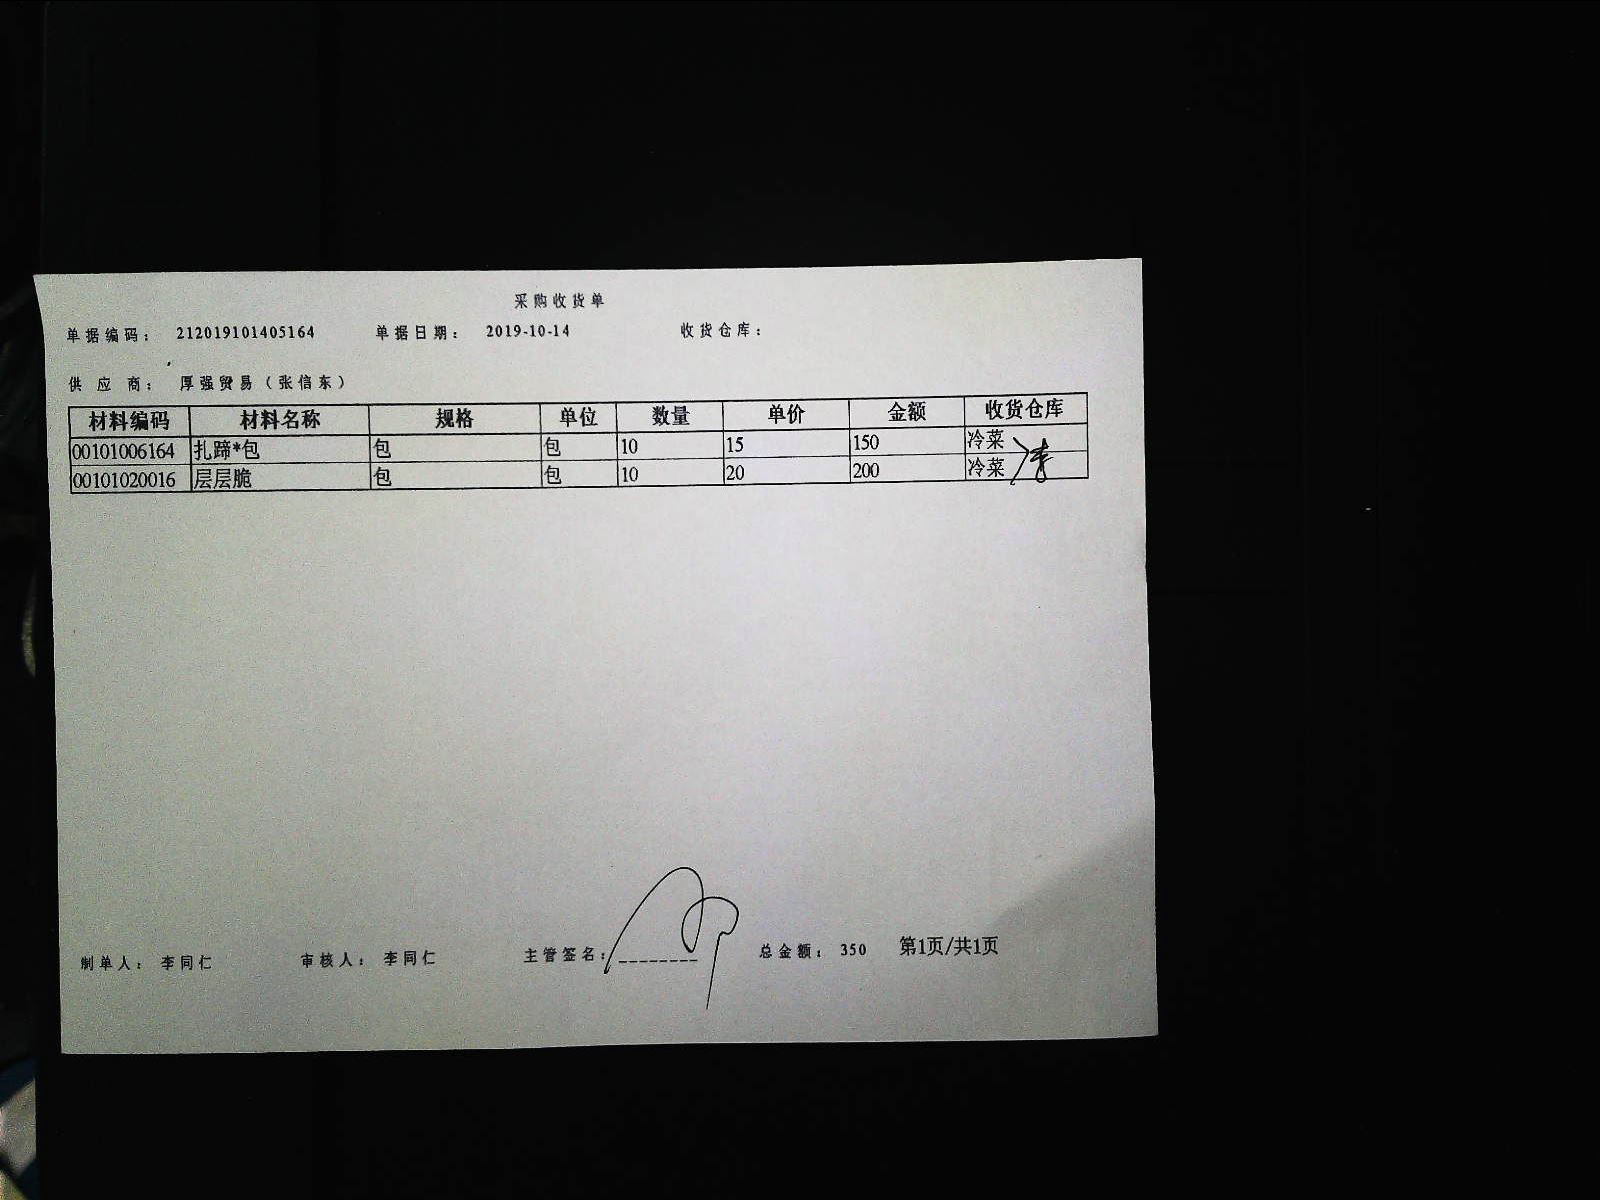 采购收货单
单据编码： 212019101405164 单据日期： 2019-10-14 收货仓库：
供应商： 厚强贸易（张信东）
材料编码 材料名称 规格 单位 数量 单价 金额 收货仓库
00101006164 扎蹄*包 包 包 10 15 150 冷菜
00101020016 层层脆 包 包 10 20 200 冷菜
制单人： 李同仁 审核人： 李同仁 主管签名：________ 总金额： 350 第1页/共1页